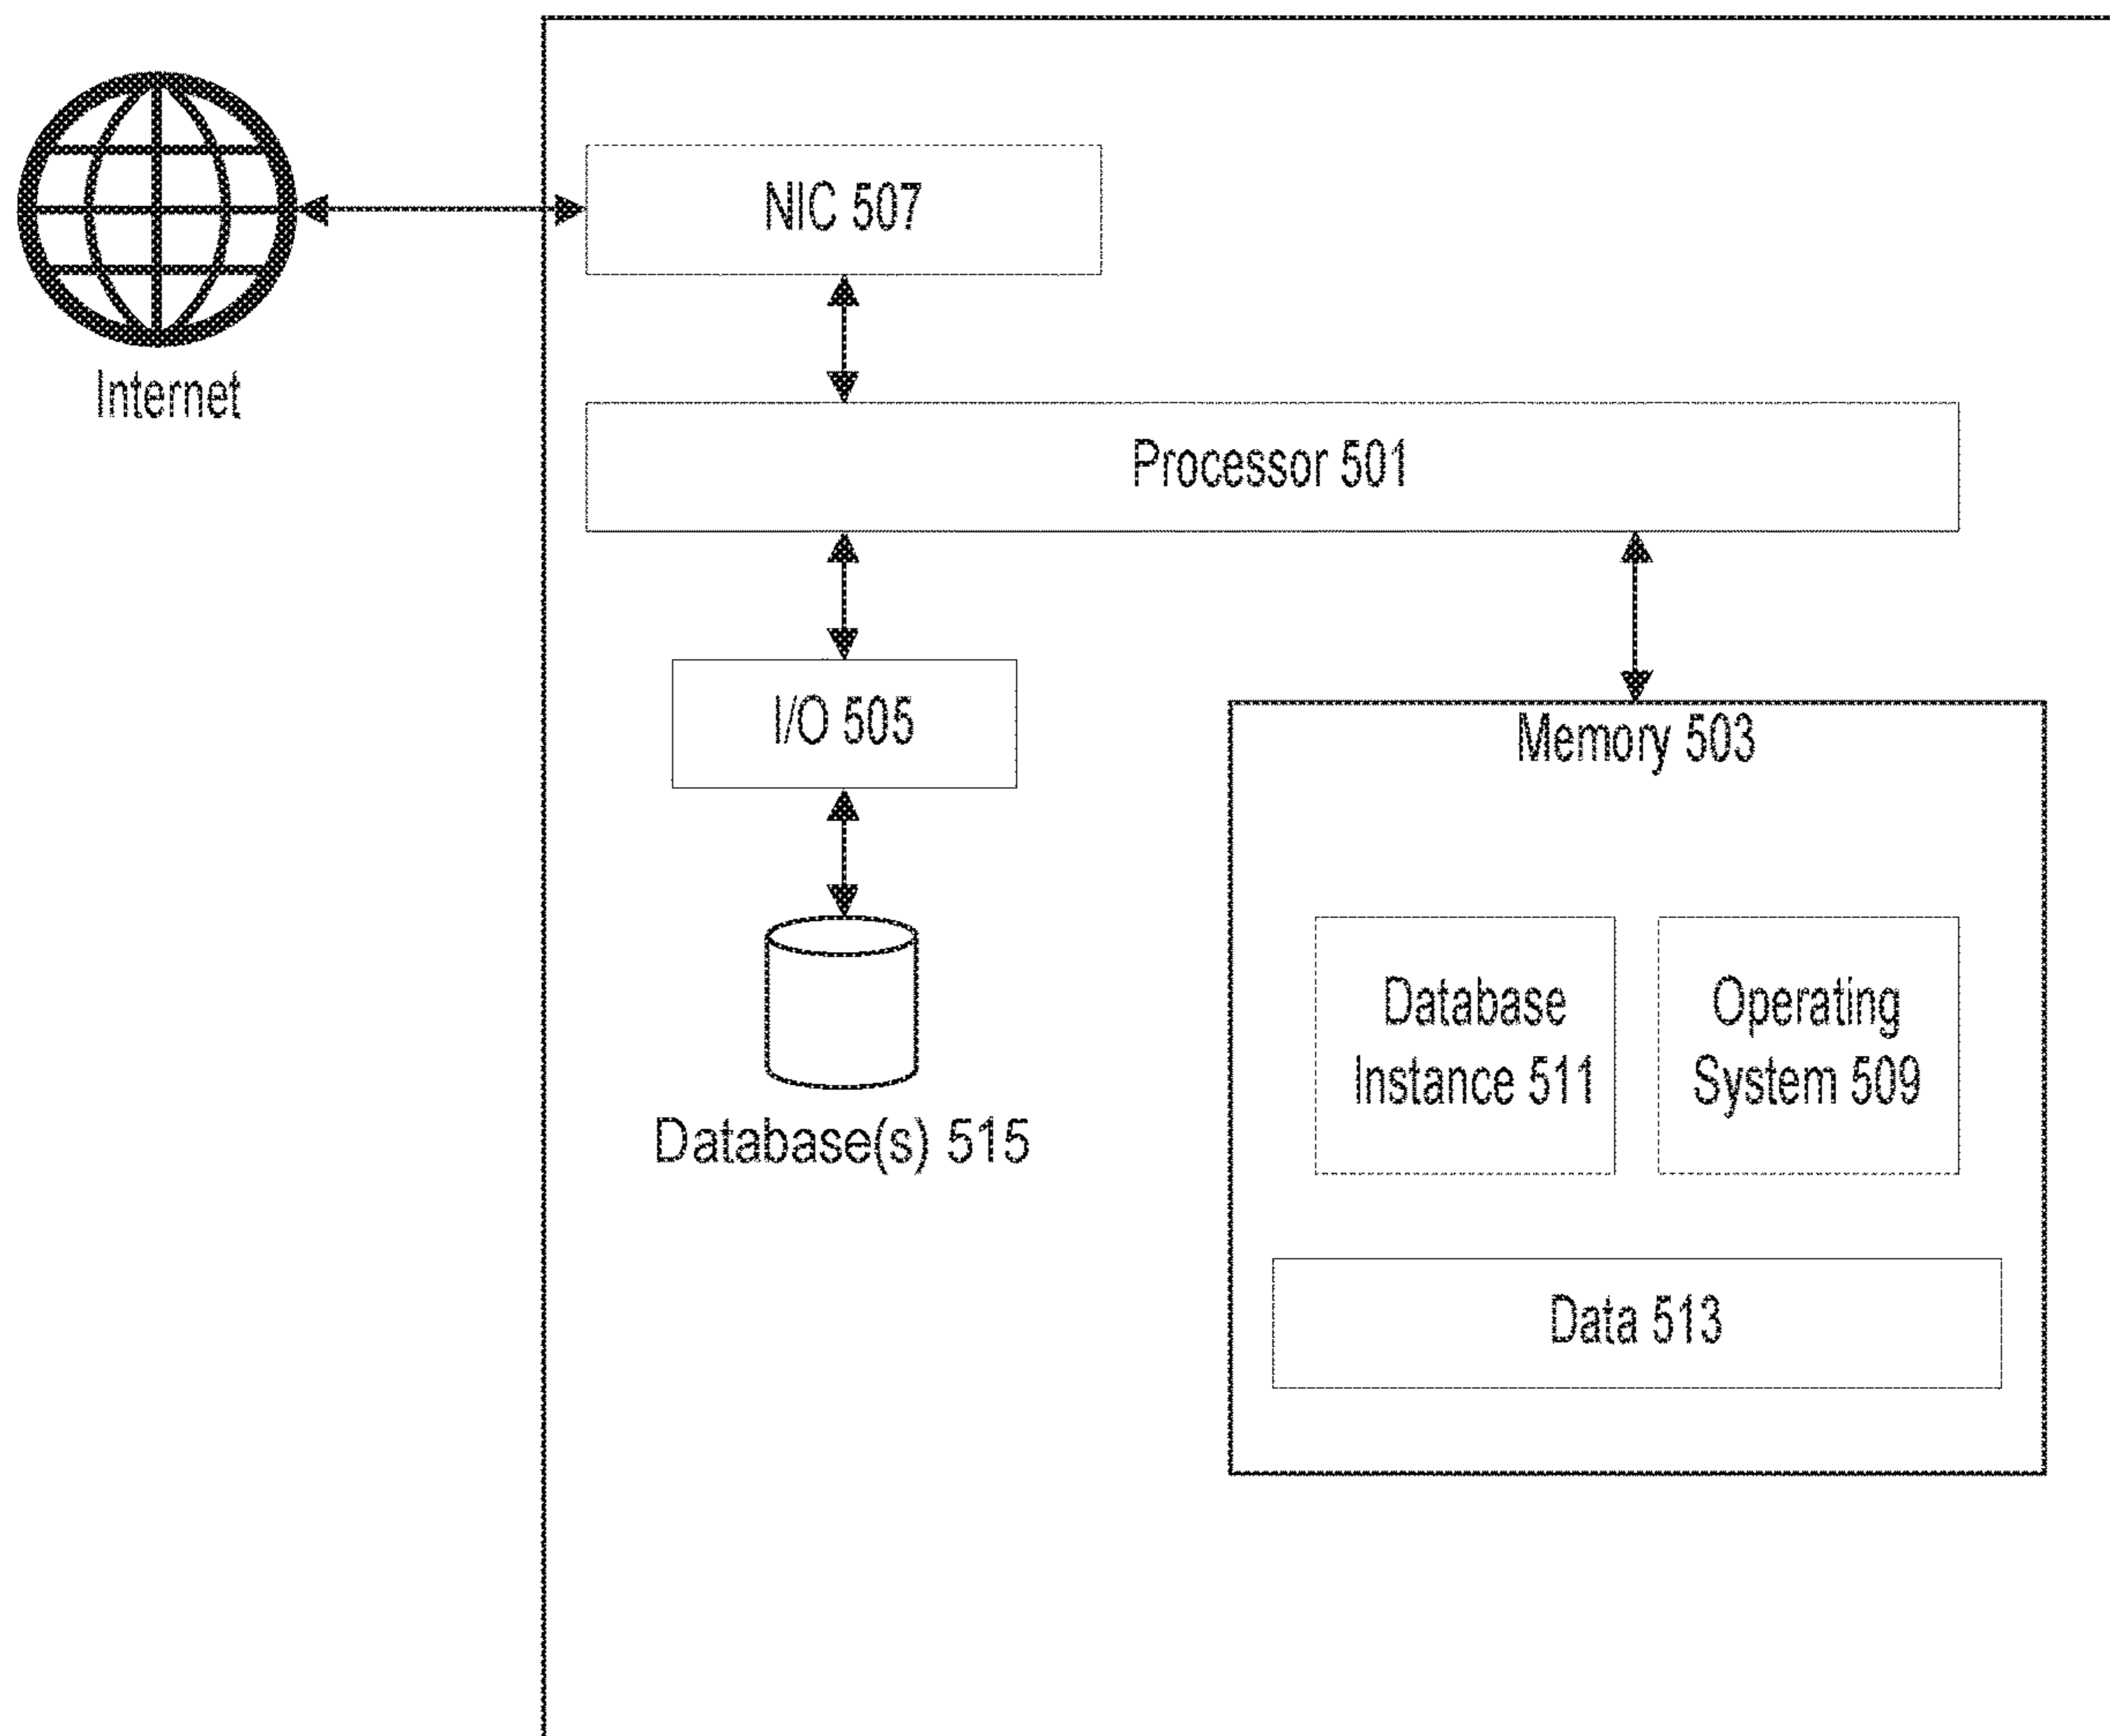 NIC 507
Internet
Processor 501
I/O 505
Memory 503
Database
Instance 511
Operating
System 509
Database(s) 515
Data 513